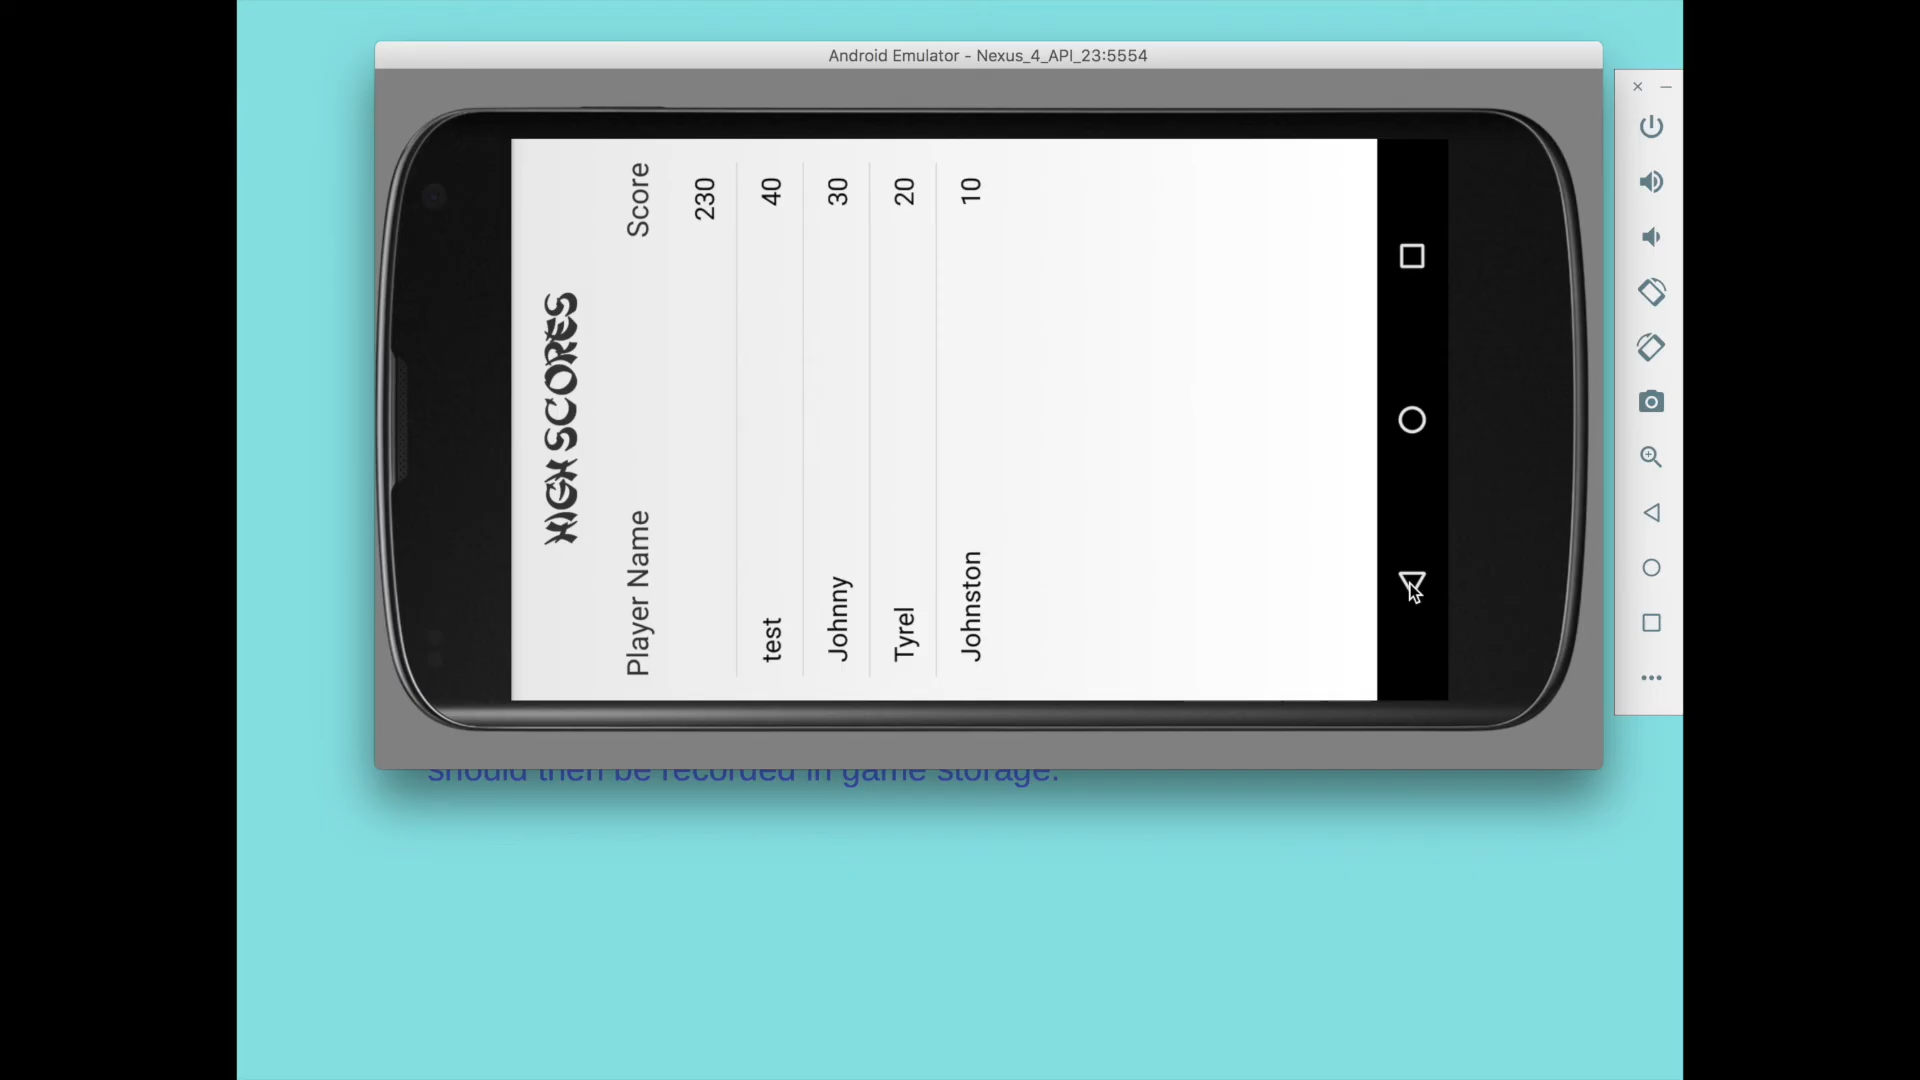 Android Emulator - Nexus_4_API_23:5554
HIGH SCORES
Player Name Score
230
test 40
Johnny 30
Tyrel 20
Johnston 10
should then be recorded in game storage.